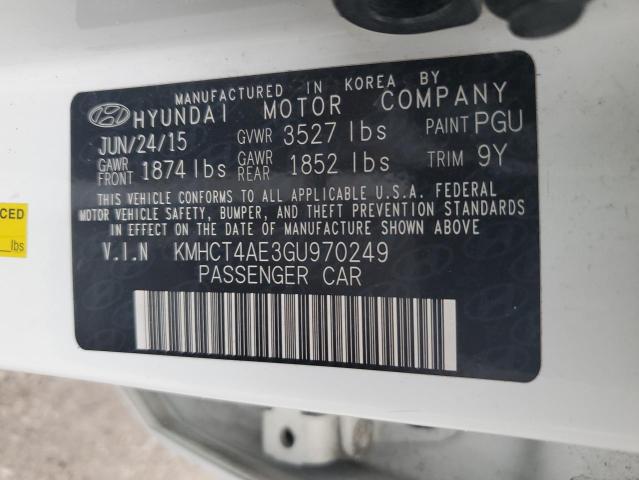 MANUFACTURED IN KOREA BY
HYUNDAI MOTOR COMPANY
JUN/24/15 GVWR 3527 lbs PAINT PGU
GAWR FRONT 1874 lbs GAWR REAR 1852 lbs TRIM 9Y
THIS VEHICLE CONFORMS TO ALL APPLICABLE U.S.A. FEDERAL
MOTOR VEHICLE SAFETY, BUMPER, AND THEFT PREVENTION STANDARDS
IN EFFECT ON THE DATE OF MANUFACTURE SHOWN ABOVE
V.I.N KMHCT4AE3GU970249
PASSENGER CAR
CED
lbs